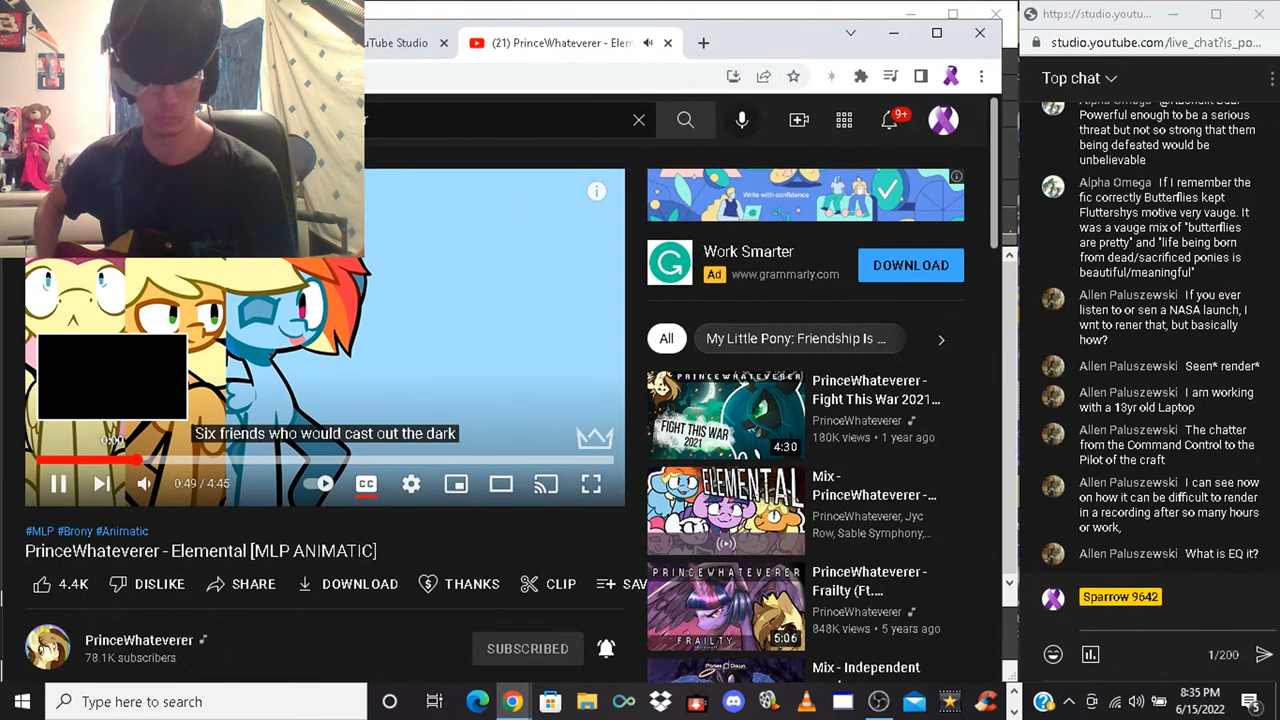 uTube Studio
(21) PrinceWhateverer - Elem
https://studio.youtu...
studio.youtube.com/live_chat?is_po...
Top chat
9+
Write with confidence
Work Smarter
Ad www.grammarly.com
DOWNLOAD
All
My Little Pony: Friendship Is ...
Six friends who would cast out the dark
0:00
CC
0:49 / 4:45
#MLP #Brony #Animatic
PrinceWhateverer - Elemental [MLP ANIMATIC]
4.4K DISLIKE SHARE DOWNLOAD THANKS CLIP SAV
PrinceWhateverer
78.1K subscribers
SUBSCRIBED
PRINCEWHATEVERER
FIGHT THIS WAR
2021
4:30
PrinceWhateverer -
Fight This War 2021...
PrinceWhateverer
180K views • 1 year ago
ELEMENTAL
Mix -
PrinceWhateverer -...
PrinceWhateverer, Jyc
Row, Sable Symphony,...
PRINCEWHATEVERER
FRAILTY
5:06
PrinceWhateverer -
Frailty (Ft....
PrinceWhateverer
848K views • 5 years ago
Mix - Independent
Alpha Omega
Powerful enough to be a serious
threat but not so strong that them
being defeated would be
unbelievable
Alpha Omega If I remember the
fic correctly Butterflies kept
Fluttershys motive very vauge. It
was a vauge mix of "butterflies
are pretty" and "life being born
from dead/sacrificed ponies is
beautiful/meaningful"
Allen Paluszewski If you ever
listen to or sen a NASA launch, I
wnt to rener that, but basically
how?
Allen Paluszewski Seen* render*
Allen Paluszewski I am working
with a 13yr old Laptop
Allen Paluszewski The chatter
from the Command Control to the
Pilot of the craft
Allen Paluszewski I can see now
on how it can be difficult to render
in a recording after so many hours
or work,
Allen Paluszewski What is EQ it?
Sparrow 9642
1/200
Type here to search
8:35 PM
6/15/2022
5